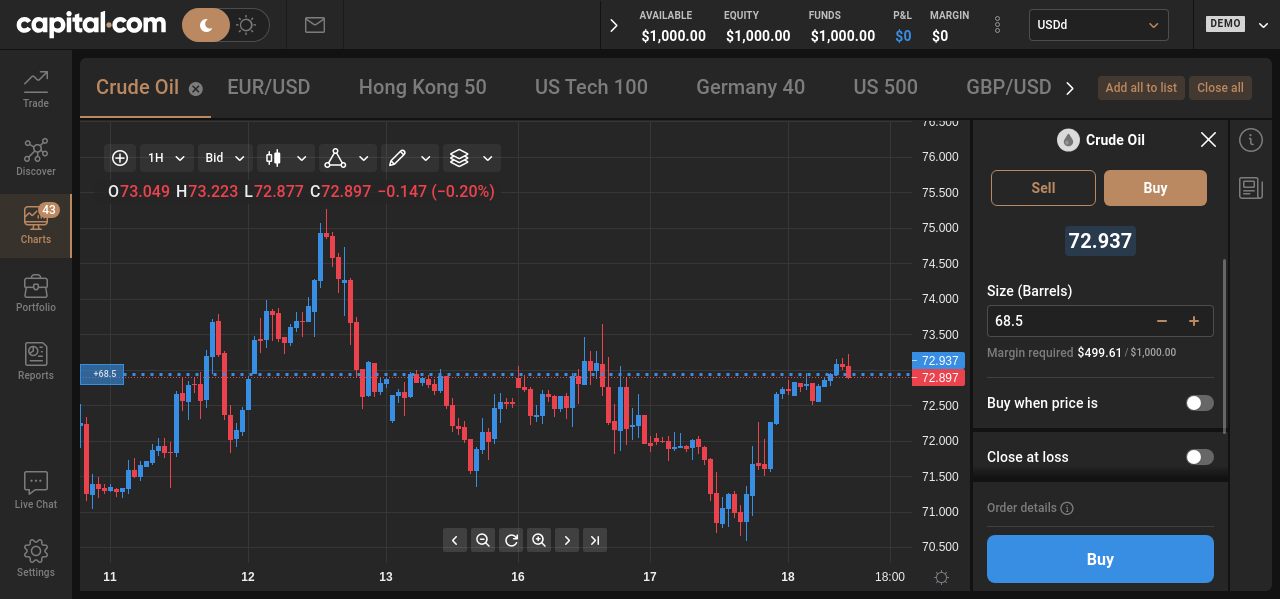 capital.com
AVAILABLE EQUITY FUNDS P&L MARGIN
$1,000.00 $1,000.00 $1,000.00 $0 $0
USDd
DEMO
Trade
Discover
43
Charts
Portfolio
Reports
Live Chat
Settings
Crude Oil EUR/USD Hong Kong 50 US Tech 100 Germany 40 US 500 GBP/USD
Add all to list Close all
1H Bid
O73.049 H73.223 L72.877 C72.897 −0.147 (−0.20%)
+68.5
76.500
76.000
75.500
75.000
74.500
74.000
73.500
72.937
72.897
72.500
72.000
71.500
71.000
70.500
11 12 13 16 17 18 18:00
Crude Oil
Sell Buy
72.937
Size (Barrels)
68.5
Margin required $499.61 / $1,000.00
Buy when price is
Close at loss
Order details
Buy